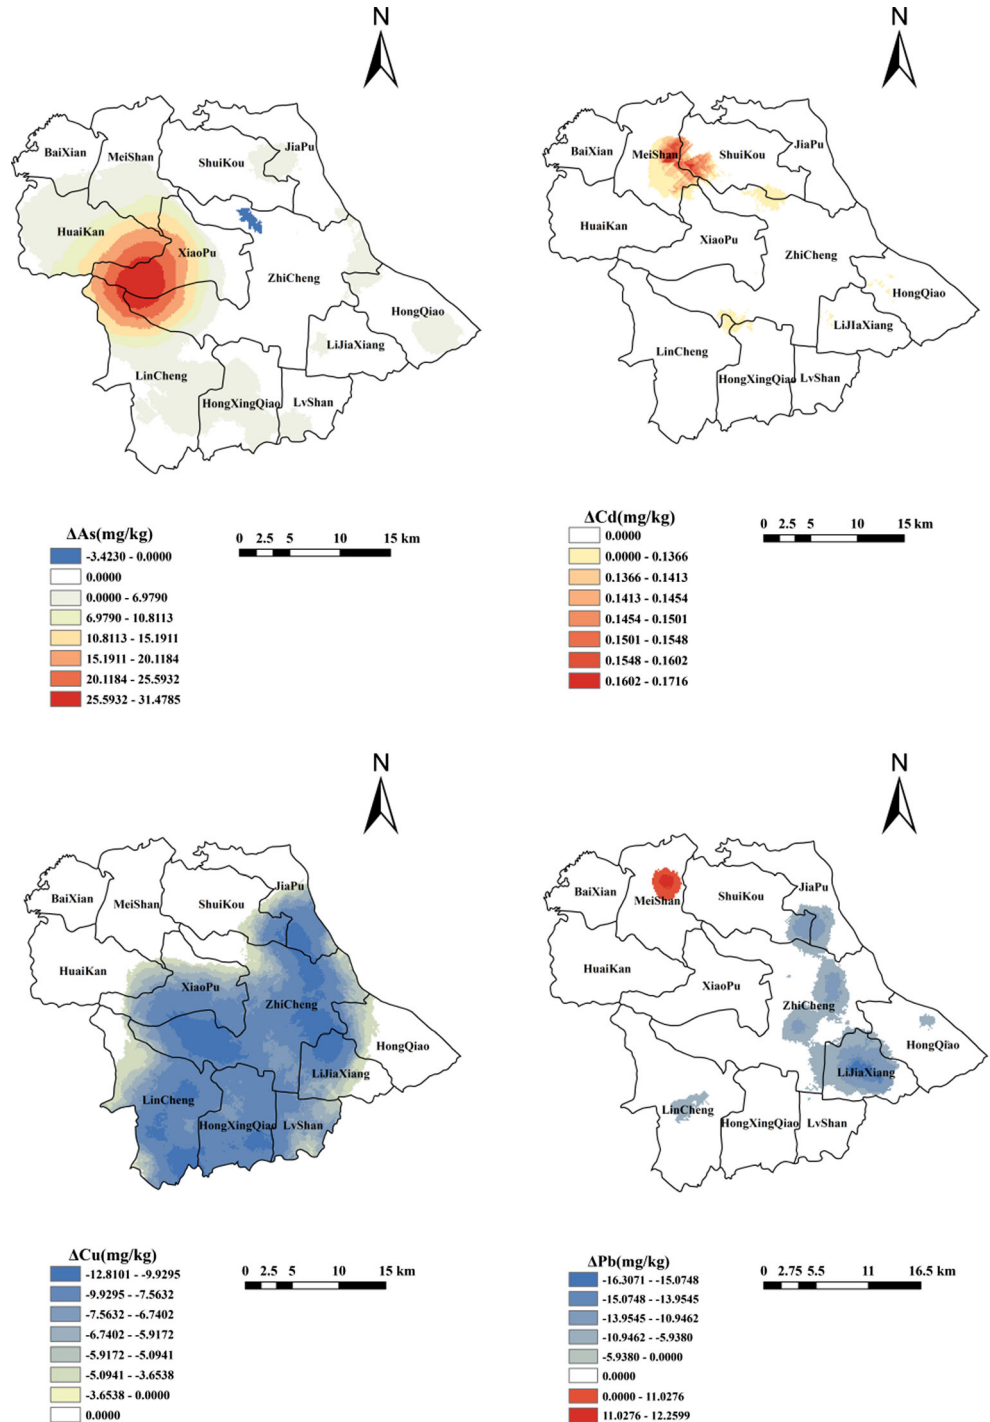 N
BaiXian
MeiShan
ShuiKou
JiaPu
HuaiKan
XiaoPu
ZhiCheng
HongQiao
LiJiaXiang
LinCheng
HongXingQiao
LvShan
ΔAs(mg/kg)
-3.4230 - 0.0000
0.0000
0.0000 - 6.9790
6.9790 - 10.8113
10.8113 - 15.1911
15.1911 - 20.1184
20.1184 - 25.5932
25.5932 - 31.4785
0 2.5 5 10 15 km
N
BaiXian
MeiShan
ShuiKou
JiaPu
HuaiKan
XiaoPu
ZhiCheng
HongQiao
LiJIaXiang
LinCheng
HongXingQiao
LvShan
ΔCd(mg/kg)
0.0000
0.0000 - 0.1366
0.1366 - 0.1413
0.1413 - 0.1454
0.1454 - 0.1501
0.1501 - 0.1548
0.1548 - 0.1602
0.1602 - 0.1716
0 2.5 5 10 15 km
N
BaiXian
MeiShan
ShuiKou
JiaPu
HuaiKan
XiaoPu
ZhiCheng
HongQiao
LiJiaXiang
LinCheng
HongXingQiao
LvShan
ΔCu(mg/kg)
-12.8101 - -9.9295
-9.9295 - -7.5632
-7.5632 - -6.7402
-6.7402 - -5.9172
-5.9172 - -5.0941
-5.0941 - -3.6538
-3.6538 - 0.0000
0.0000
0 2.5 5 10 15 km
N
BaiXian
MeiShan
ShuiKou
JiaPu
HuaiKan
XiaoPu
ZhiCheng
HongQiao
LiJiaXiang
LinCheng
HongXingQiao
LvShan
ΔPb(mg/kg)
-16.3071 - -15.0748
-15.0748 - -13.9545
-13.9545 - -10.9462
-10.9462 - -5.9380
-5.9380 - 0.0000
0.0000
0.0000 - 11.0276
11.0276 - 12.2599
0 2.75 5.5 11 16.5 km